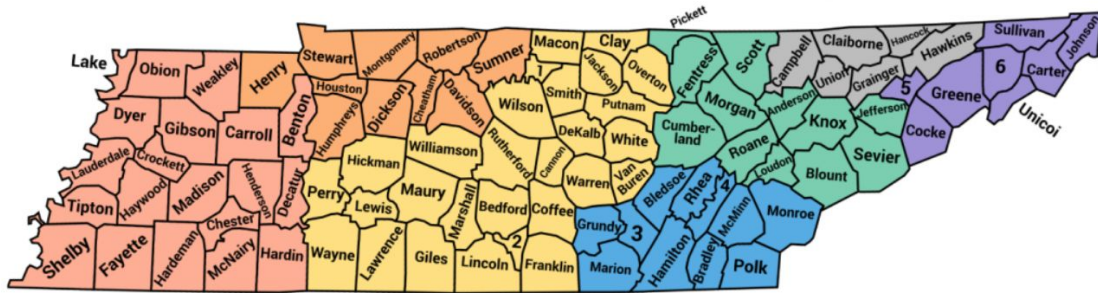 Pickett
Lake
Obion
Weakley
Henry
Stewart
Montgomery
Robertson
Sumner
Macon
Clay
Fentress
Scott
Campbell
Claiborne
Hancock
Hawkins
Sullivan
Johnson
Dyer
Gibson
Carroll
Benton
Houston
Humphreys
Dickson
Cheatham
Davidson
1
Wilson
Smith
Jackson
Overton
Putnam
Morgan
Anderson
Union
Grainger
5
Greene
6
Carter
Unicoi
Lauderdale
Crockett
Haywood
Madison
Henderson
Decatur
Perry
Hickman
Williamson
Rutherford
Cannon
DeKalb
White
Cumber-
land
Roane
Loudon
Knox
Jefferson
Sevier
Cocke
Tipton
Chester
Lewis
Maury
Marshall
Bedford
Coffee
Warren
Van
Buren
Bledsoe
Rhea
4
McMinn
Monroe
Blount
Shelby
Fayette
Hardeman
McNairy
Hardin
Wayne
Lawrence
Giles
Lincoln
2
Franklin
Grundy
3
Marion
Hamilton
Bradley
Polk